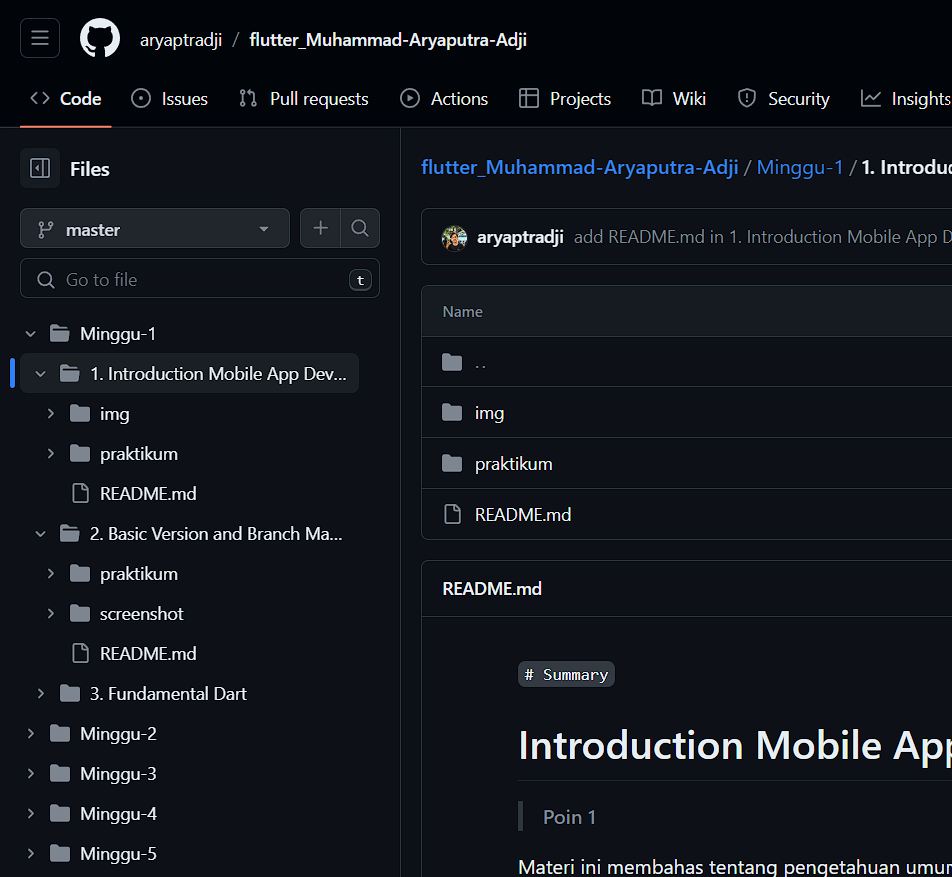 aryaptradji / flutter_Muhammad-Aryaputra-Adji
Code Issues Pull requests Actions Projects Wiki Security Insights
Files
master
Go to file t
Minggu-1
1. Introduction Mobile App Dev...
img
praktikum
README.md
2. Basic Version and Branch Ma...
praktikum
screenshot
README.md
3. Fundamental Dart
Minggu-2
Minggu-3
Minggu-4
Minggu-5
flutter_Muhammad-Aryaputra-Adji / Minggu-1 / 1. Introduc
aryaptradji add README.md in 1. Introduction Mobile App D
Name
..
img
praktikum
README.md
README.md
# Summary
Introduction Mobile App
Poin 1
Materi ini membahas tentang pengetahuan umum